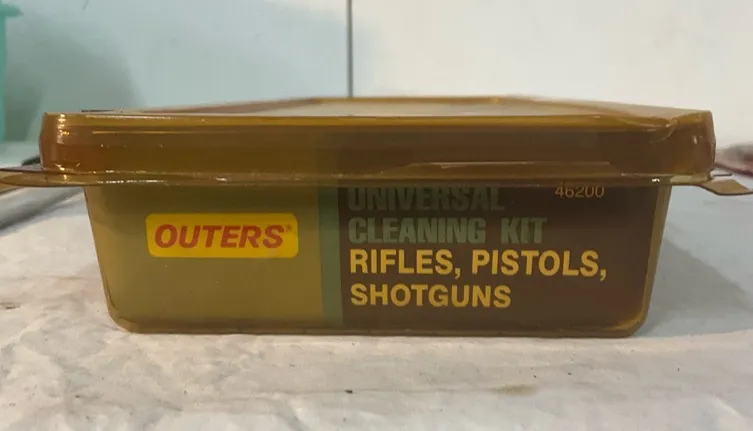 OUTERS®
UNIVERSAL 46200
CLEANING KIT
RIFLES, PISTOLS,
SHOTGUNS